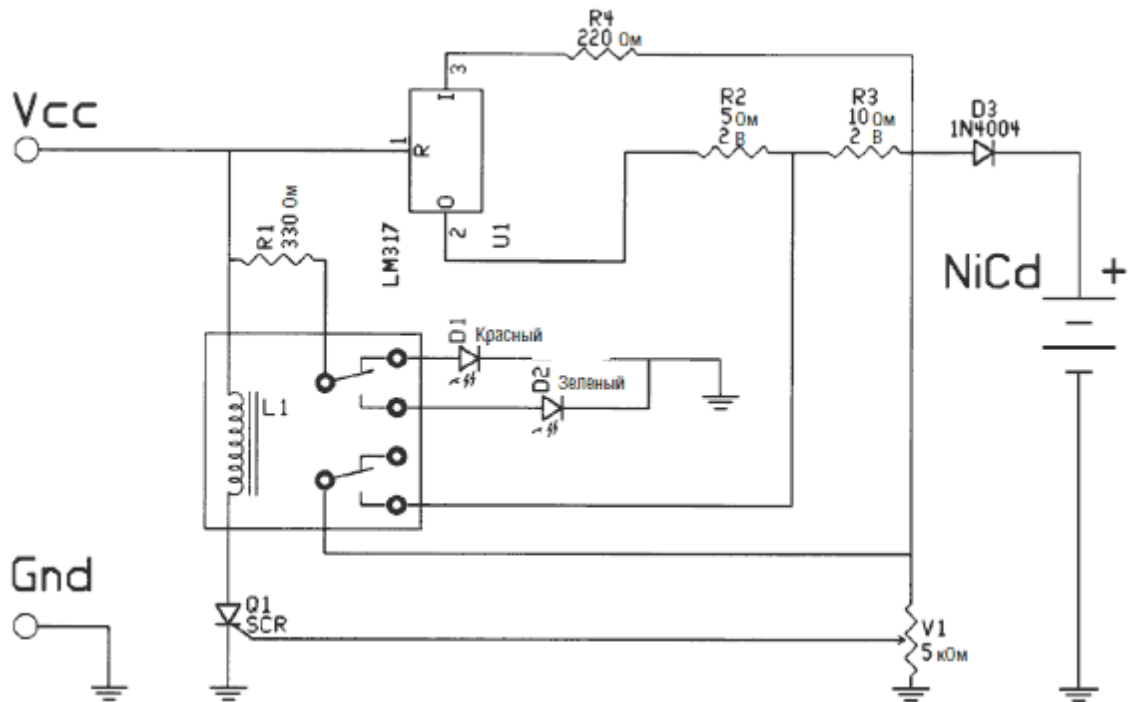 R4
220 Ом
3
I
Vcc
1
R
O
2
LM317
U1
R2
5 Ом
2 В
R3
10 Ом
2 В
D3
1N4004
R1
330 Ом
NiCd
+
D1
Красный
D2
Зеленый
L1
Gnd
Q1
SCR
V1
5 кОм